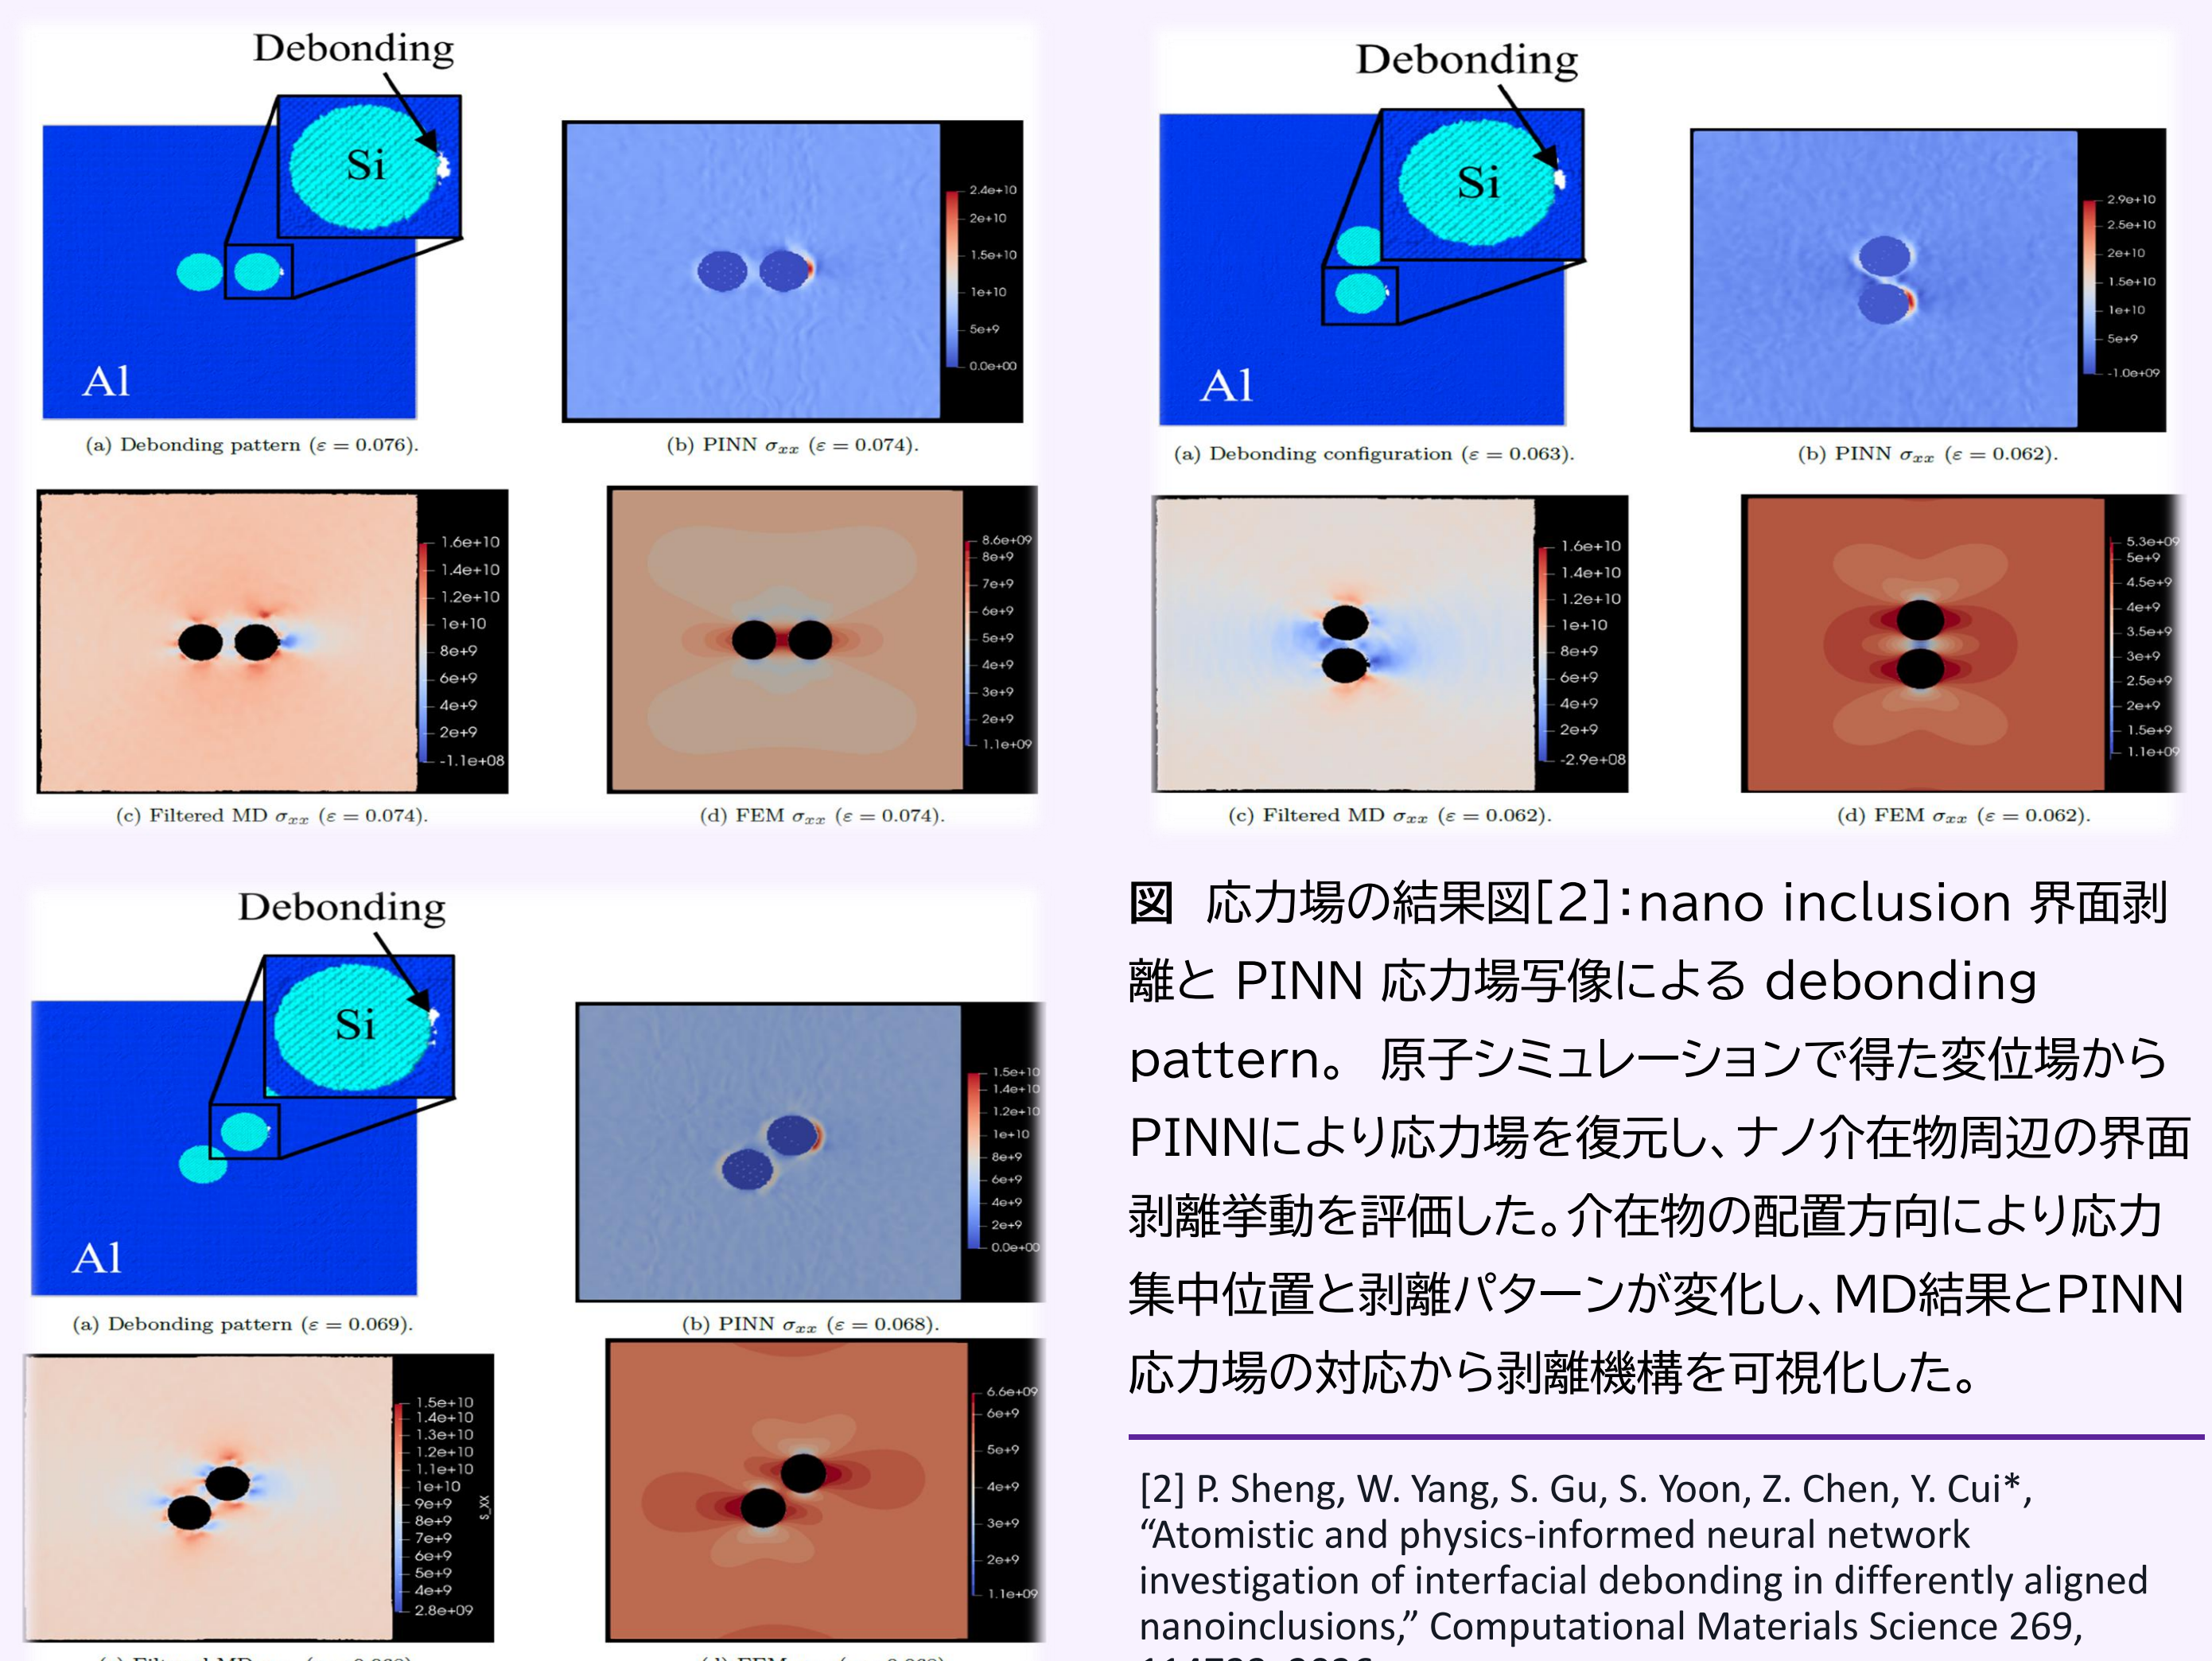 Debonding
Si
Al
(a) Debonding pattern (ε = 0.076).
2.4e+10
2e+10
1.5e+10
1e+10
5e+9
0.0e+00
(b) PINN σxx (ε = 0.074).
1.6e+10
1.4e+10
1.2e+10
1e+10
8e+9
6e+9
4e+9
2e+9
-1.1e+08
(c) Filtered MD σxx (ε = 0.074).
8.6e+09
8e+9
7e+9
6e+9
5e+9
4e+9
3e+9
2e+9
1.1e+09
(d) FEM σxx (ε = 0.074).
Debonding
Si
Al
(a) Debonding configuration (ε = 0.063).
2.9e+10
2.5e+10
2e+10
1.5e+10
1e+10
5e+9
-1.0e+09
(b) PINN σxx (ε = 0.062).
1.6e+10
1.4e+10
1.2e+10
1e+10
8e+9
6e+9
4e+9
2e+9
-2.9e+08
(c) Filtered MD σxx (ε = 0.062).
5.3e+09
5e+9
4.5e+9
4e+9
3.5e+9
3e+9
2.5e+9
2e+9
1.5e+9
1.1e+09
(d) FEM σxx (ε = 0.062).
Debonding
Si
Al
(a) Debonding pattern (ε = 0.069).
1.5e+10
1.4e+10
1.2e+10
1e+10
8e+9
6e+9
4e+9
2e+9
0.0e+00
(b) PINN σxx (ε = 0.068).
1.5e+10
1.4e+10
1.3e+10
1.2e+10
1.1e+10
1e+10
9e+9
8e+9
7e+9
6e+9
5e+9
4e+9
2.8e+09
s_xx
6.6e+09
6e+9
5e+9
4e+9
3e+9
2e+9
1.1e+09
図 応力場の結果図[2]:nano inclusion 界面剥
離と PINN 応力場写像による debonding
pattern。 原子シミュレーションで得た変位場から
PINNにより応力場を復元し、ナノ介在物周辺の界面
剥離挙動を評価した。介在物の配置方向により応力
集中位置と剥離パターンが変化し、MD結果とPINN
応力場の対応から剥離機構を可視化した。
[2] P. Sheng, W. Yang, S. Gu, S. Yoon, Z. Chen, Y. Cui*,
“Atomistic and physics-informed neural network
investigation of interfacial debonding in differently aligned
nanoinclusions,” Computational Materials Science 269,